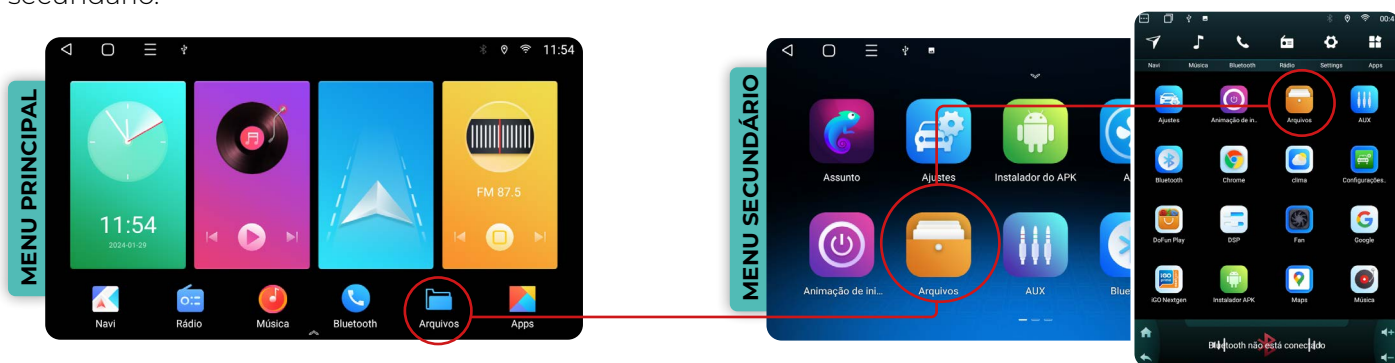 secundário.
MENU PRINCIPAL
11:54
11:54
2024-01-29
FM 87.5
Navi
Rádio
Música
Bluetooth
Arquivos
Apps
MENU SECUNDÁRIO
Assunto
Ajustes
Instalador do APK
A
Animação de ini...
Arquivos
AUX
Blue
00:4
Navi
Música
Bluetooth
Rádio
Settings
Apps
Ajustes
Animação de in..
Arquivos
AUX
Bluetooth
Chrome
clima
Configurações.
DoFun Play
DSP
Fan
Google
iGO Nextgen
Instalador APK
Maps
Música
Bluetooth não está conectado